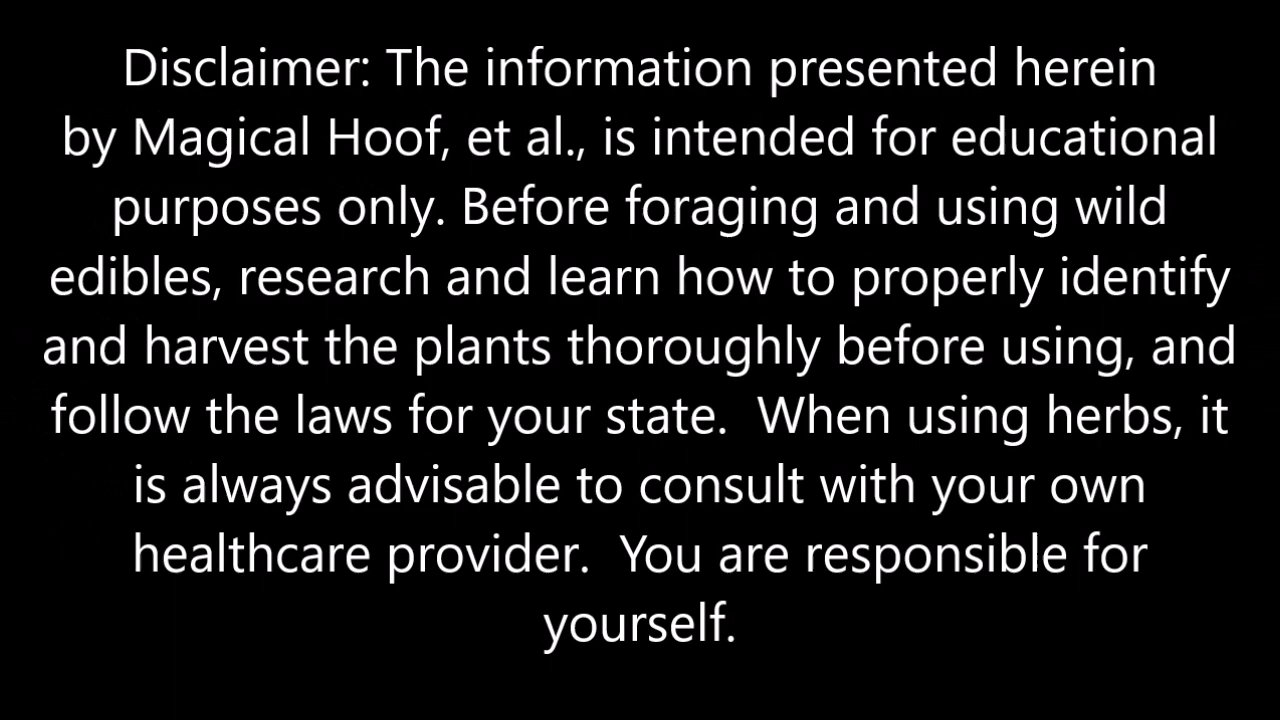 Disclaimer: The information presented herein
by Magical Hoof, et al., is intended for educational
purposes only. Before foraging and using wild
edibles, research and learn how to properly identify
and harvest the plants thoroughly before using, and
follow the laws for your state.  When using herbs, it
is always advisable to consult with your own
healthcare provider.  You are responsible for
yourself.